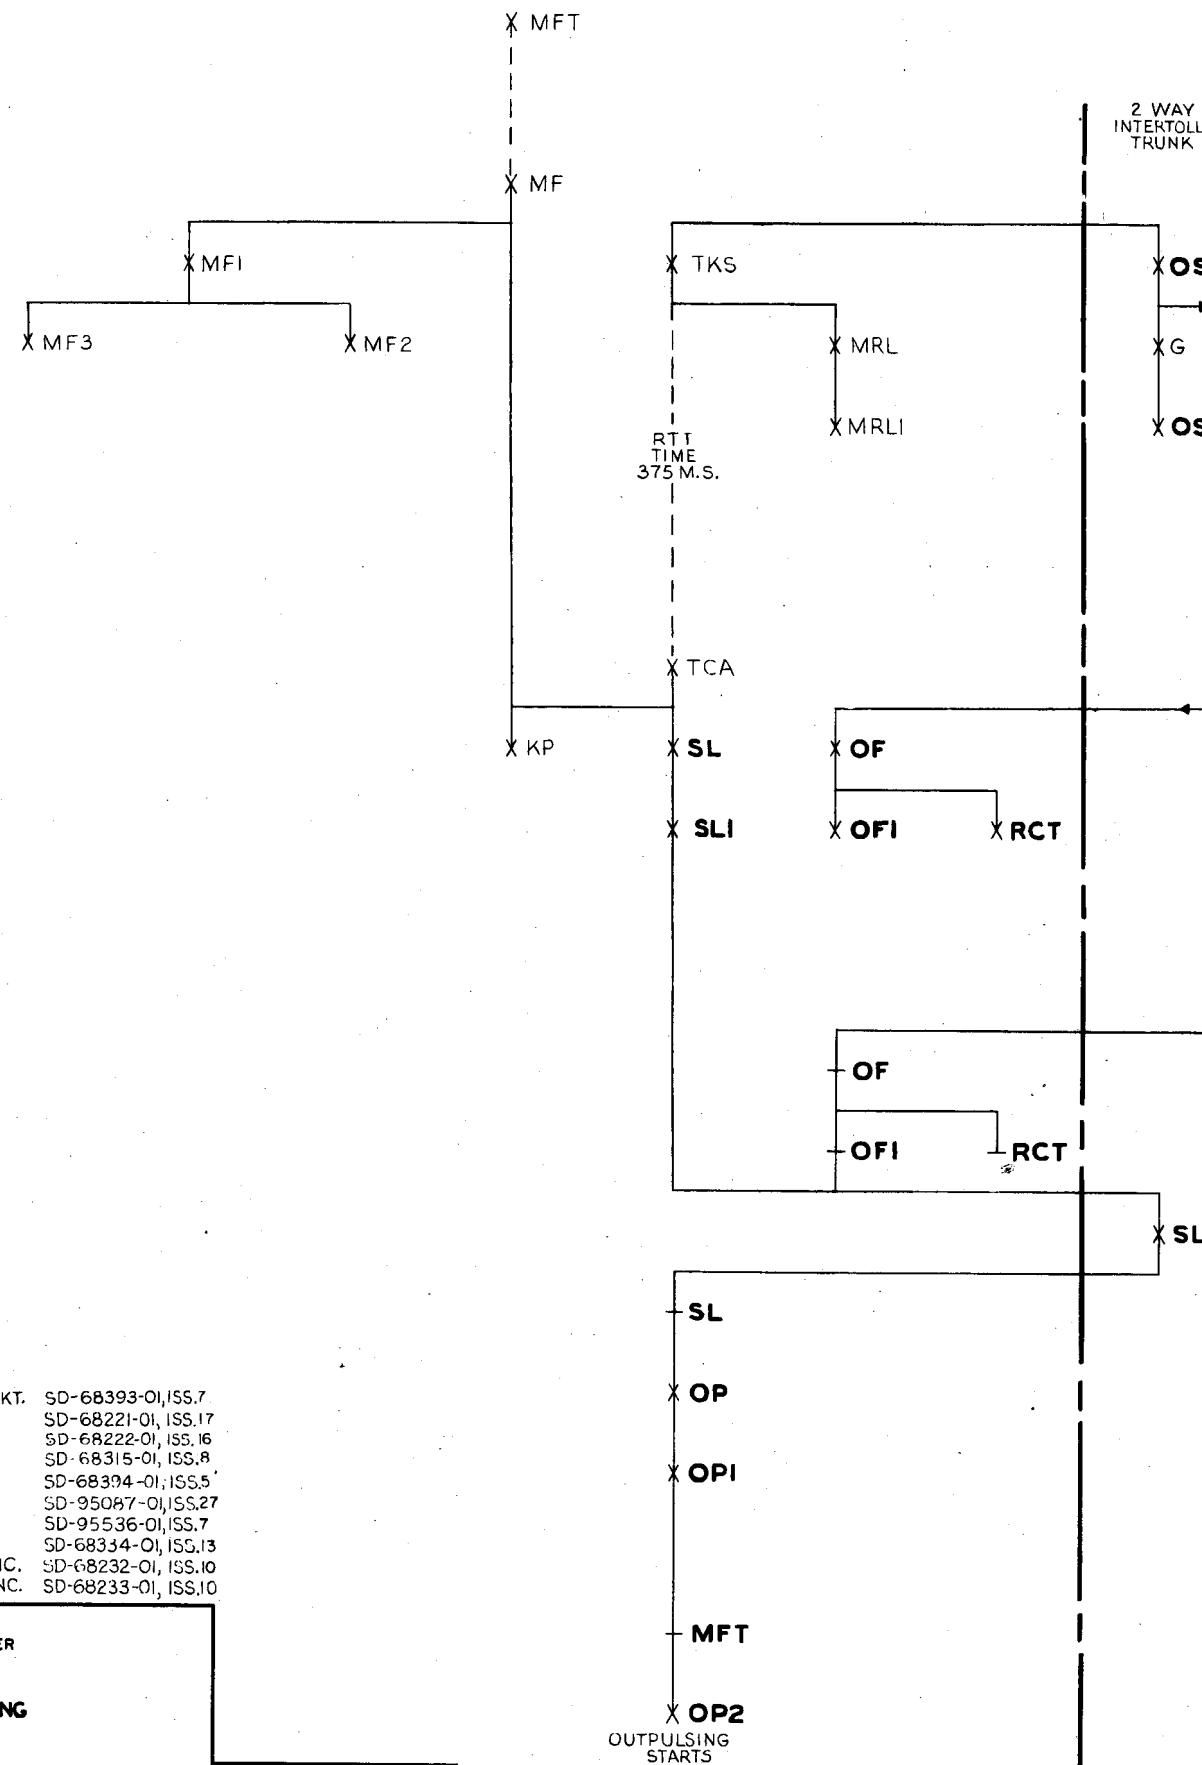 MFT
2 WAY
INTERTOLL
TRUNK
MF
MF1
TKS
OS
MF3
MF2
MRL
G
MRL1
OS
RTT
TIME
375 M.S.
TCA
KP
SL
OF
SL1
OF1
RCT
OF
OF1
RCT
SL
SL
OP
OP1
KT. SD-68393-01, ISS.7
SD-68221-01, ISS.17
SD-68222-01, ISS.16
SD-68315-01, ISS.8
SD-68394-01, ISS.5
SD-95087-01, ISS.27
SD-95536-01, ISS.7
SD-68334-01, ISS.13
NC. SD-68232-01, ISS.10
NC. SD-68233-01, ISS.10
ER
MFT
NG
OP2
OUTPULSING
STARTS